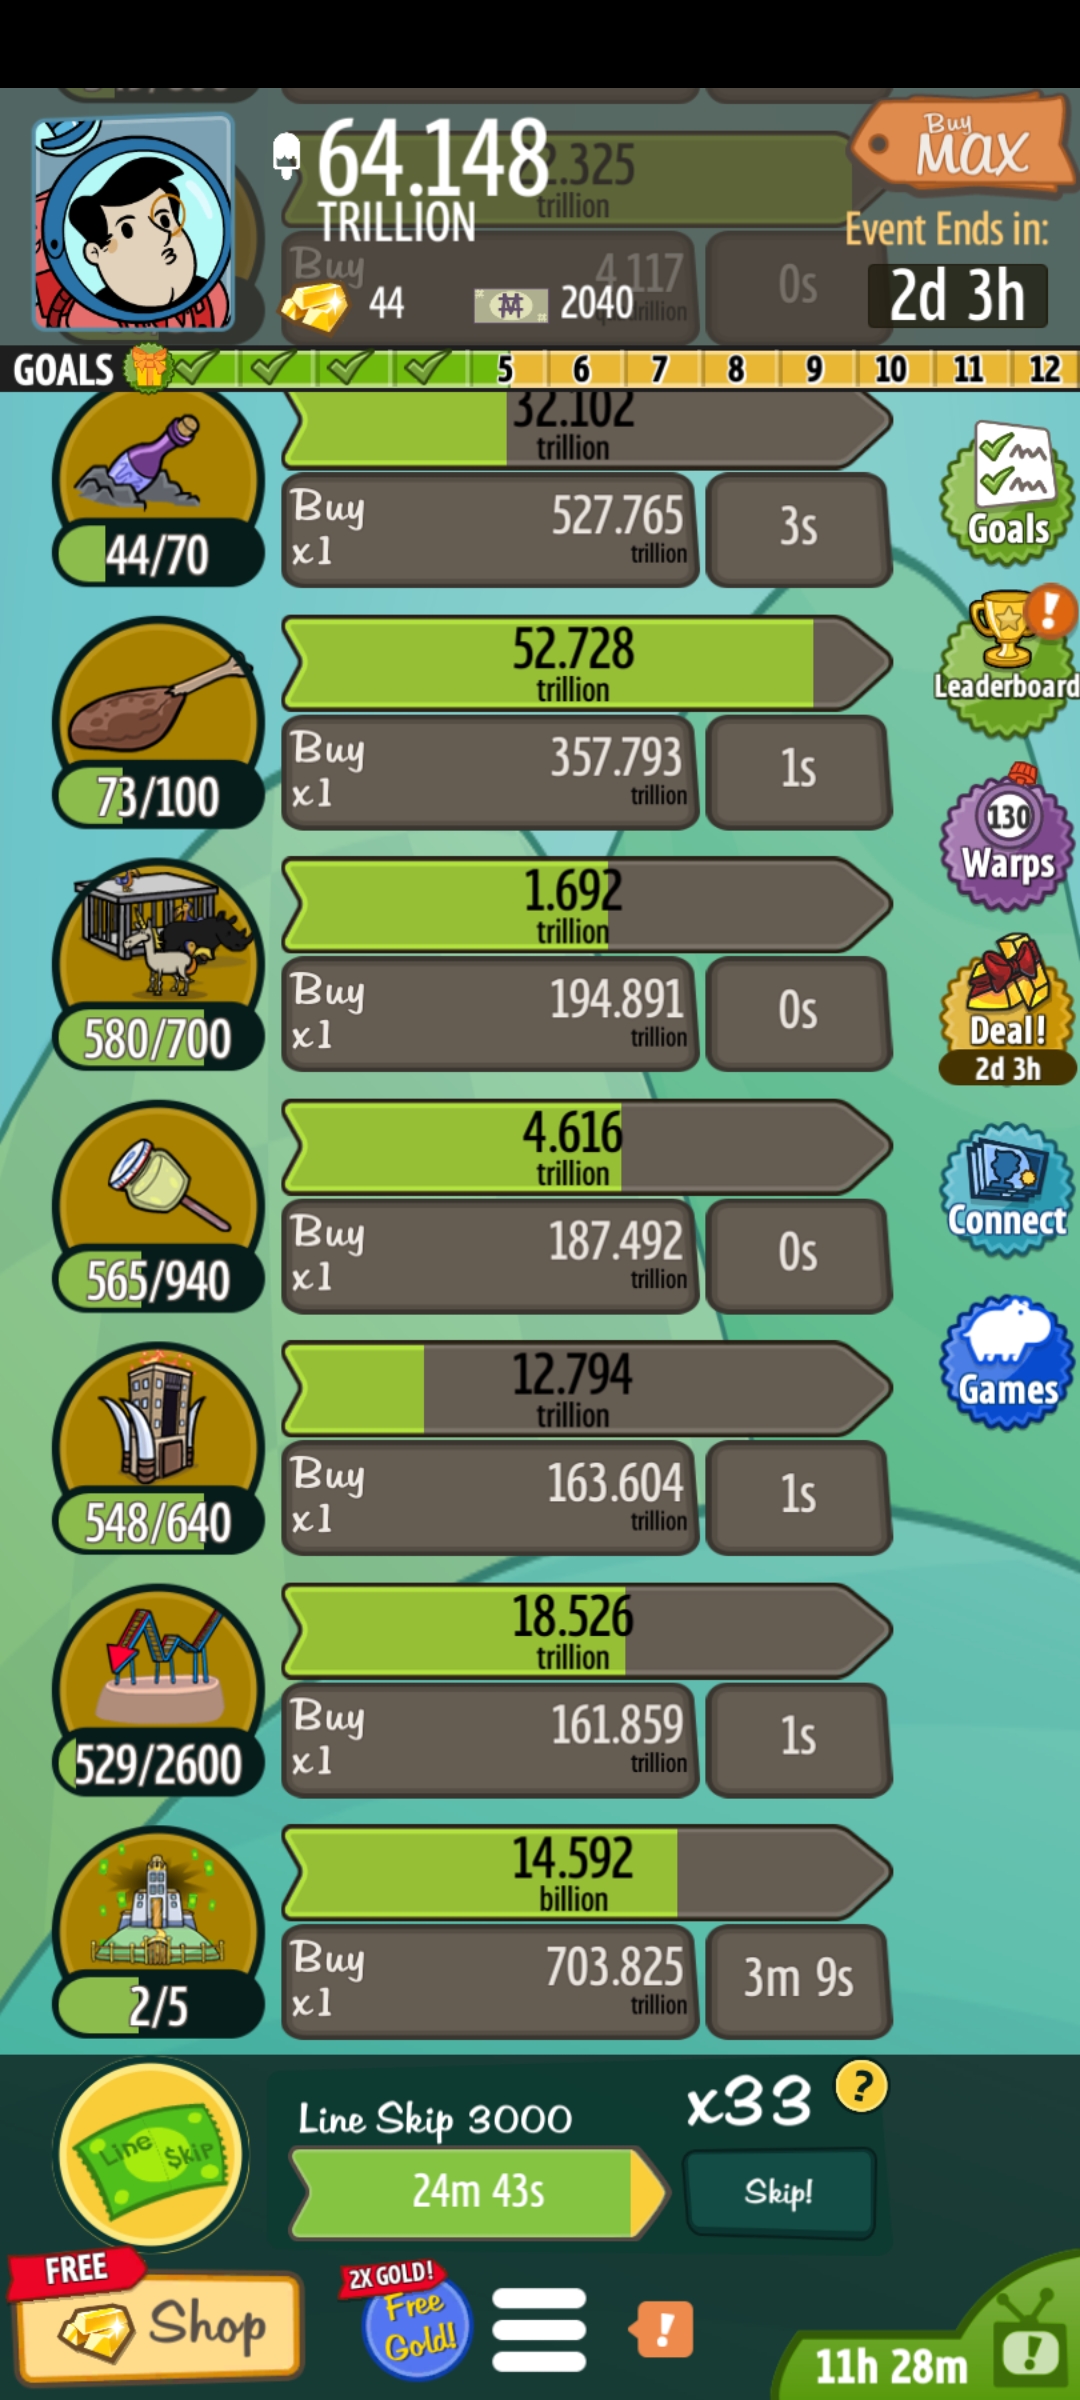 64.148
TRILLION
44
2040
Buy
MAX
Event Ends in:
2d 3h
2.325
trillion
Buy
4.117
0s
GOALS 5 6 7 8 9 10 11 12
32.102
trillion
Buy
x1
527.765
trillion
3s
44/70
Goals
52.728
trillion
Buy
x1
357.793
trillion
1s
73/100
Leaderboard
1.692
trillion
Buy
x1
194.891
trillion
0s
580/700
130
Warps
4.616
trillion
Buy
x1
187.492
trillion
0s
565/940
Deal!
2d 3h
12.794
trillion
Buy
x1
163.604
trillion
1s
548/640
Connect
18.526
trillion
Buy
x1
161.859
trillion
1s
529/2600
Games
14.592
billion
Buy
x1
703.825
trillion
3m 9s
2/5
Line $kip
Line Skip 3000
24m 43s
x33
?
Skip!
FREE
Shop
2X GOLD!
Free
Gold!
!
11h 28m
!